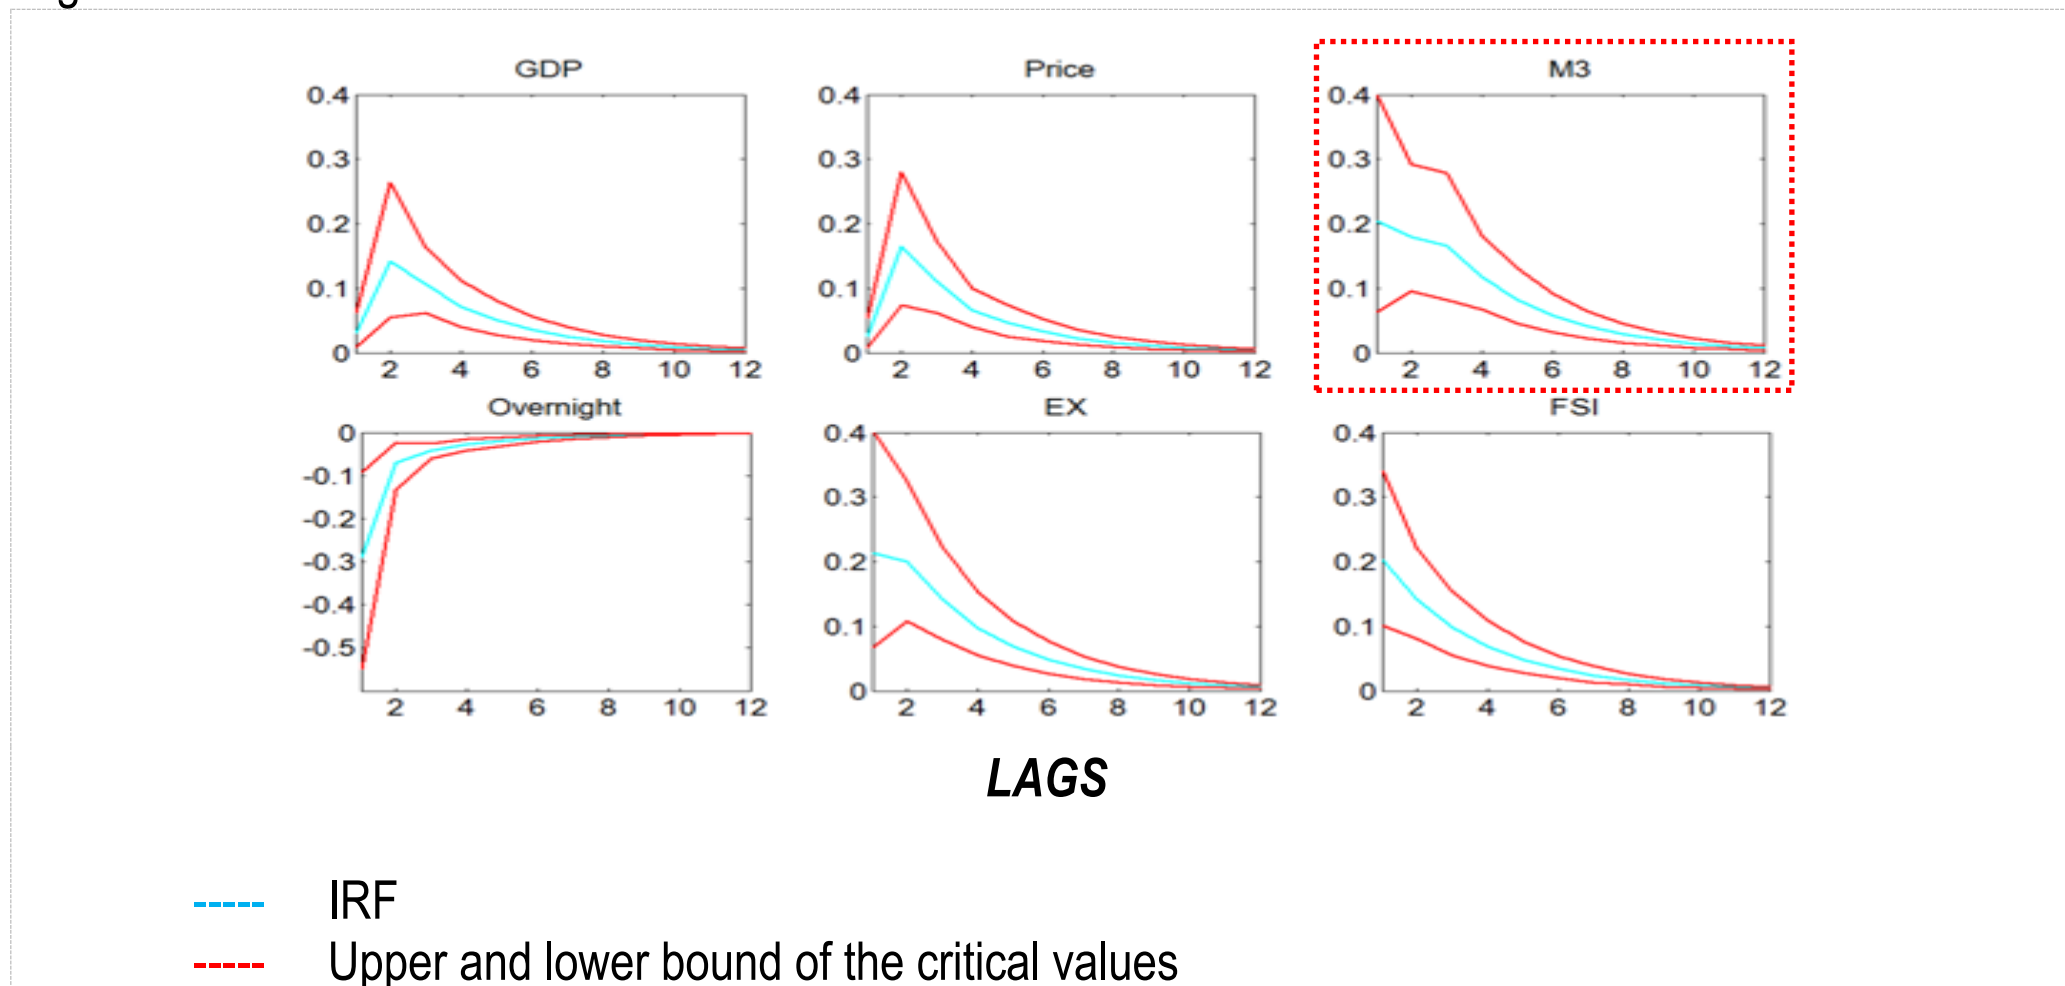 GDP Price M3
0.4 0.4 0.4
0.3 0.3 0.3
0.2 0.2 0.2
0.1 0.1 0.1
0 0 0
2 4 6 8 10 12 2 4 6 8 10 12 2 4 6 8 10 12
Overnight EX FSI
0 0.4 0.4
-0.1 0.3 0.3
-0.2 0.2 0.2
-0.3 0.1 0.1
-0.4 0 0
-0.5
2 4 6 8 10 12 2 4 6 8 10 12 2 4 6 8 10 12
LAGS
IRF
Upper and lower bound of the critical values